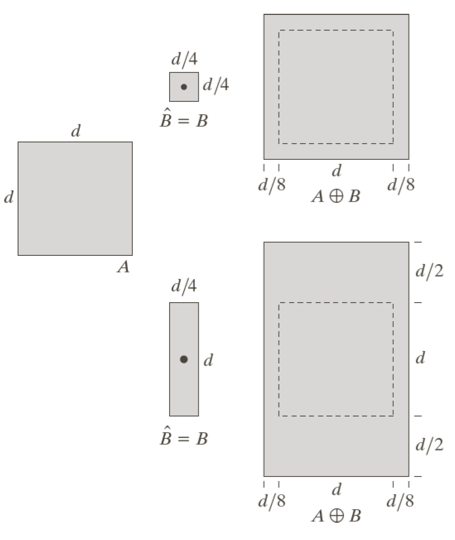 d
d
A
d/4
d/4
B̂ = B
d
d/8
d/8
A ⊕ B
d/4
d
B̂ = B
d/2
d
d/2
d
d/8
d/8
A ⊕ B